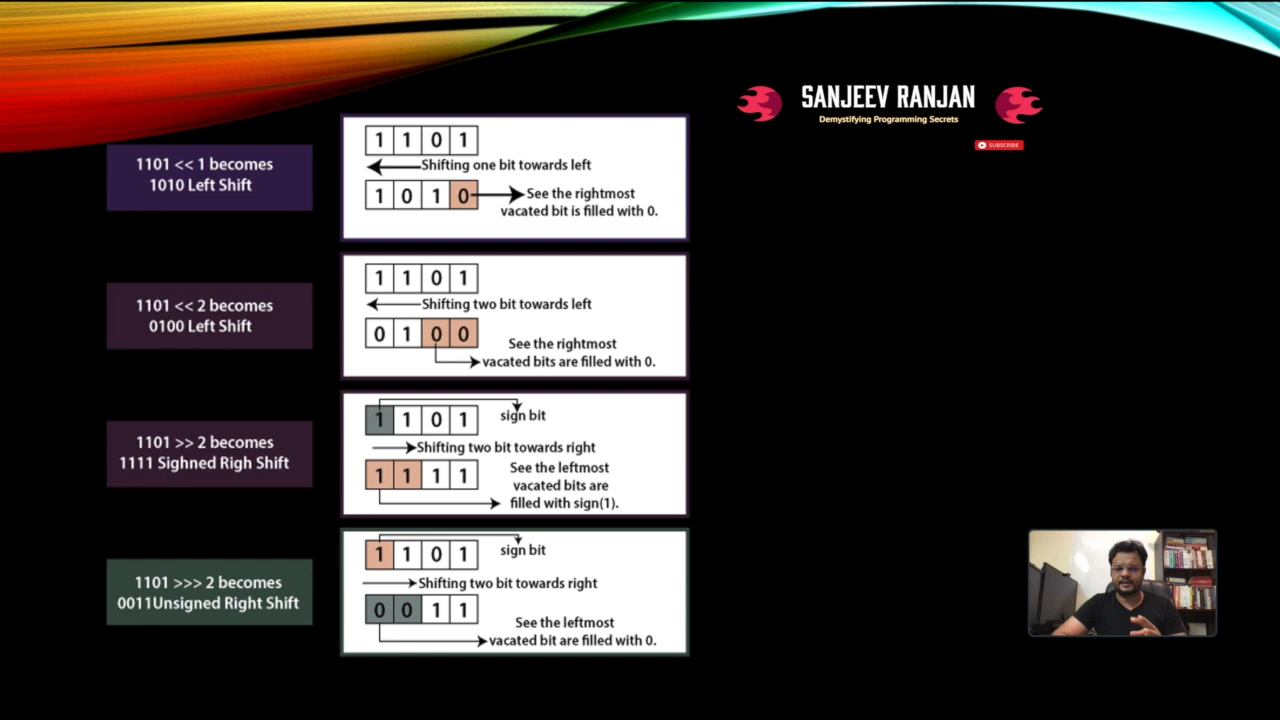 SANJEEV RANJAN
Demystifying Programming Secrets
SUBSCRIBE
1101 << 1 becomes
1010 Left Shift
1 1 0 1
Shifting one bit towards left
1 0 1 0
See the rightmost
vacated bit is filled with 0.
1101 << 2 becomes
0100 Left Shift
1 1 0 1
Shifting two bit towards left
0 1 0 0
See the rightmost
vacated bits are filled with 0.
1101 >> 2 becomes
1111 Sighned Righ Shift
1 1 0 1
sign bit
Shifting two bit towards right
1 1 1 1
See the leftmost
vacated bits are
filled with sign(1).
1101 >>> 2 becomes
0011Unsigned Right Shift
1 1 0 1
sign bit
Shifting two bit towards right
0 0 1 1
See the leftmost
vacated bit are filled with 0.